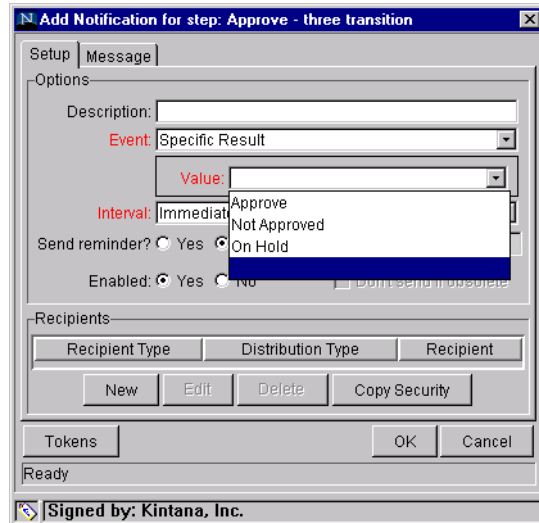 Add Notification for step: Approve - three transition
Setup Message
Options
Description:
Event: Specific Result
Value:
Approve
Not Approved
On Hold
Interval: Immediat
Send reminder? Yes
Enabled: Yes No Don't send if obsolete
Recipients
Recipient Type Distribution Type Recipient
New Edit Delete Copy Security
Tokens OK Cancel
Ready
Signed by: Kintana, Inc.